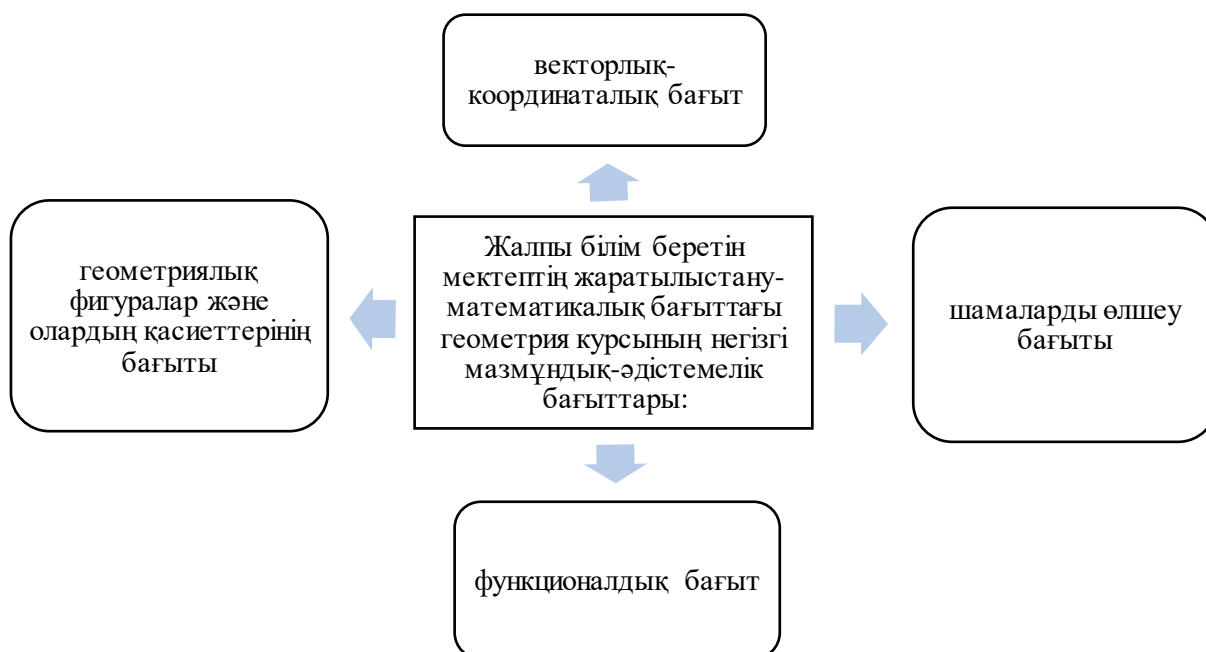 векторлық-
координаталық бағыт
геометриялық
фигуралар және
олардың қасиеттерінің
бағыты
Жалпы білім беретін
мектептің жаратылыстану-
математикалық бағыттағы
геометрия курсының негізгі
мазмұндық-әдістемелік
бағыттары:
шамаларды өлшеу
бағыты
функционалдық бағыт